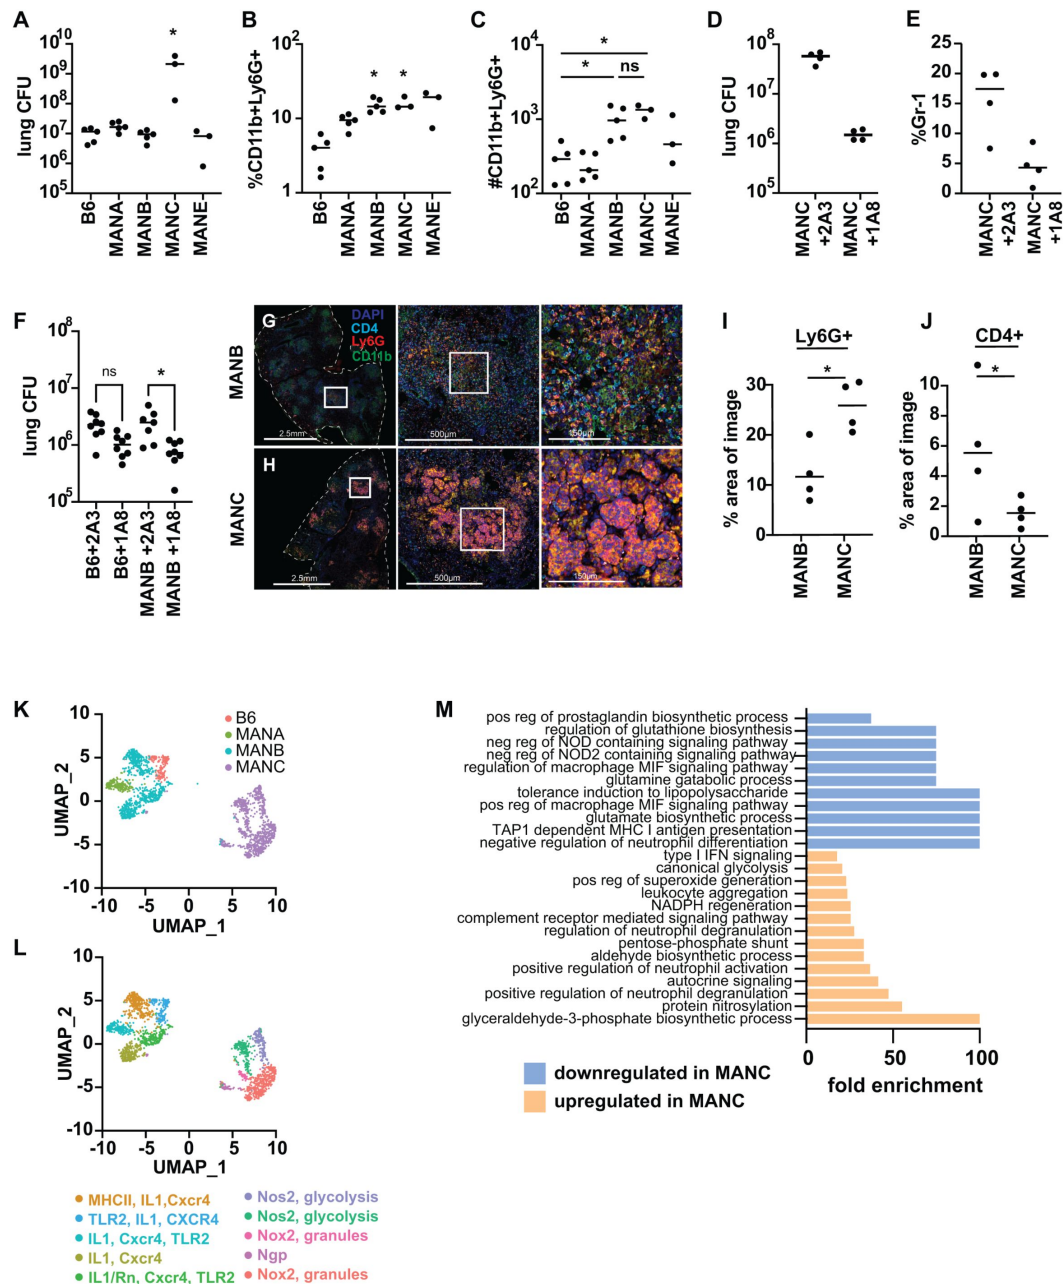 A
lung CFU
10^10
10^9
10^8
10^7
10^6
10^5
*
B6
MANA
MANB
MANC
MANE
B
%CD11b+Ly6G+
10^2
10
1
*
*
B6
MANA
MANB
MANC
MANE
C
#CD11b+Ly6G+
10^4
10^3
10^2
*
*
ns
B6
MANA
MANB
MANC
MANE
D
lung CFU
10^8
10^7
10^6
10^5
MANC
+2A3
MANC
+1A8
E
%Gr-1
25
20
15
10
5
0
MANC
+2A3
MANC
+1A8
F
lung CFU
10^8
10^7
10^6
10^5
ns
*
B6+2A3
B6+1A8
MANB +2A3
MANB +1A8
G
MANB
DAPI
CD4
Ly6G
CD11b
2.5mm
500μm
150μm
H
MANC
2.5mm
500μm
150μm
I
Ly6G+
*
% area of image
30
20
10
0
MANB
MANC
J
CD4+
*
% area of image
10
8
6
4
2
0
MANB
MANC
K
UMAP_2
10
5
0
-5
-10
B6
MANA
MANB
MANC
-10
-5
0
5
10
UMAP_1
L
UMAP_2
10
5
0
-5
-10
-10
-5
0
5
10
UMAP_1
MHCII, IL1,Cxcr4
TLR2, IL1, CXCR4
IL1, Cxcr4, TLR2
IL1, Cxcr4
IL1/Rn, Cxcr4, TLR2
Nos2, glycolysis
Nos2, glycolysis
Nox2, granules
Ngp
Nox2, granules
M
pos reg of prostaglandin biosynthetic process
regulation of glutathione biosynthesis
neg reg of NOD containing signaling pathway
neg reg of NOD2 containing signaling pathway
regulation of macrophage MIF signaling pathway
glutamine gatabolic process
tolerance induction to lipopolysaccharide
pos reg of macrophage MIF signaling pathway
glutamate biosynthetic process
TAP1 dependent MHC I antigen presentation
negative regulation of neutrophil differentiation
type I IFN signaling
canonical glycolysis
pos reg of superoxide generation
leukocyte aggregation
NADPH regeneration
complement receptor mediated signaling pathway
regulation of neutrophil degranulation
pentose-phosphate shunt
aldehyde biosynthetic process
positive regulation of neutrophil activation
autocrine signaling
positive regulation of neutrophil degranulation
protein nitrosylation
glyceraldehyde-3-phosphate biosynthetic process
0
50
100
fold enrichment
downregulated in MANC
upregulated in MANC